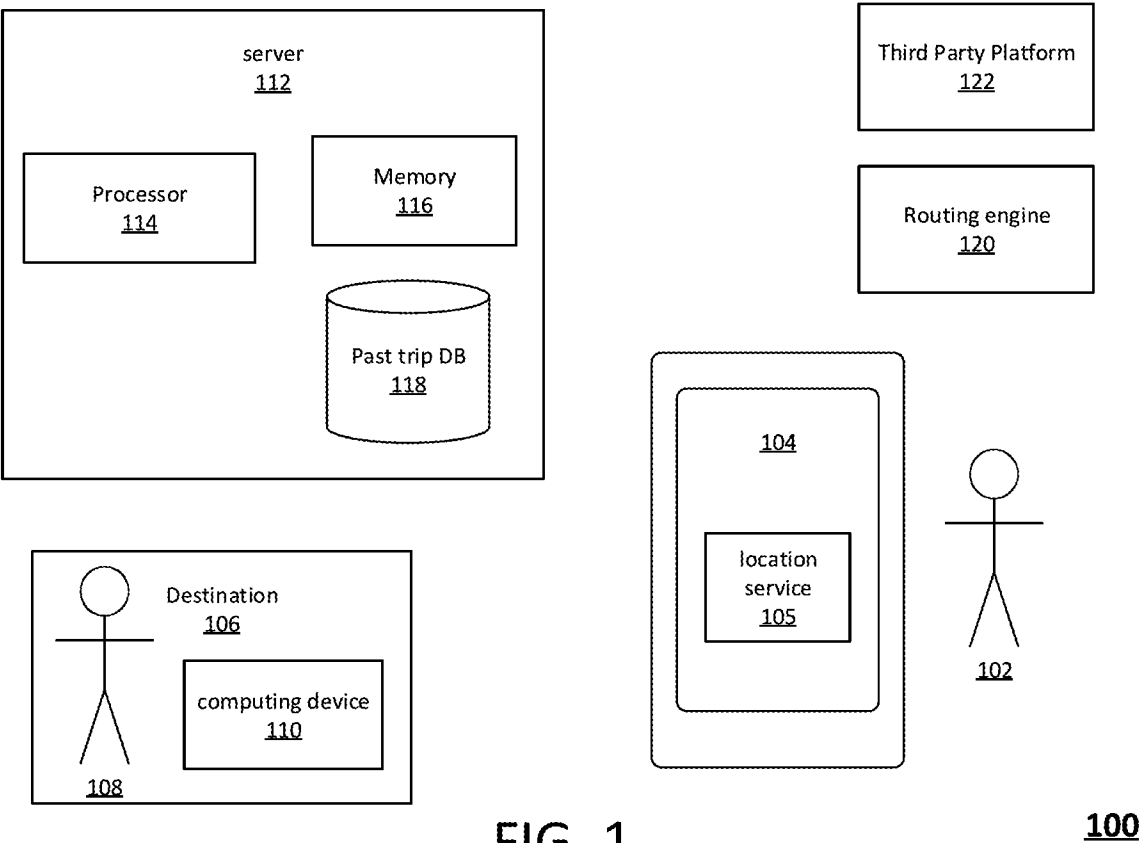 server
112
Processor
114
Memory
116
Past trip DB
118
Third Party Platform
122
Routing engine
120
104
location
service
105
102
Destination
106
computing device
110
108
FIG. 1
100